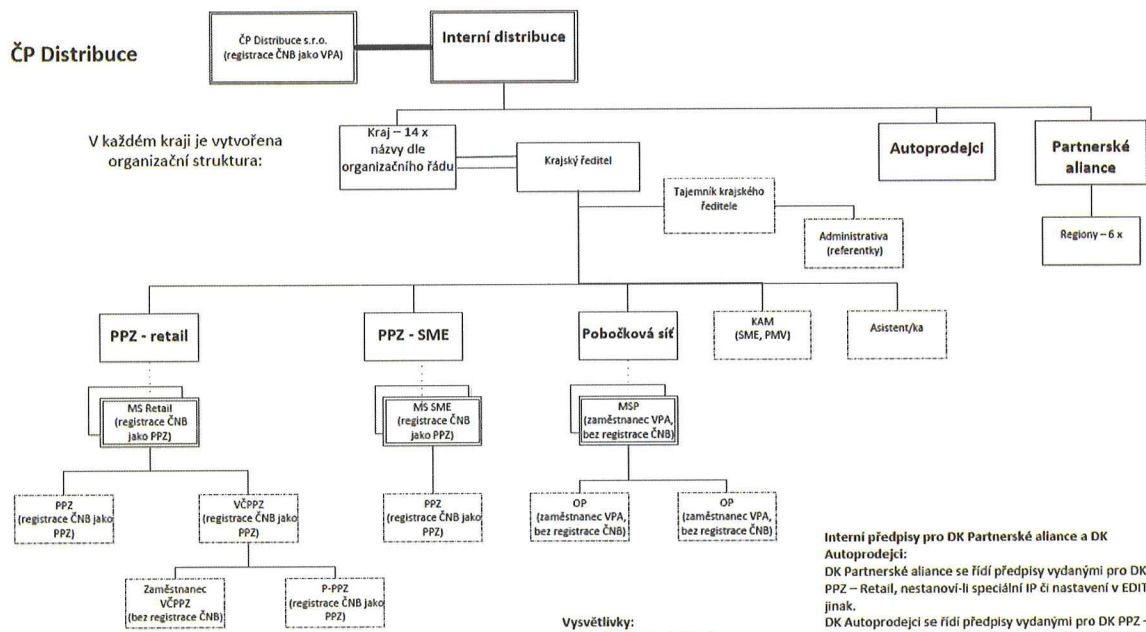 ČP Distribuce
ČP Distribuce s.r.o.
(registrace ČNB jako VPA)
Interní distribuce
V každém kraji je vytvořena
organizační struktura:
Kraj – 14 x
názvy dle
organizačního řádu
Krajský ředitel
Autoprodejci
Partnerské
aliance
Tajemník krajského
ředitele
Administrativa
(referentky)
Regiony – 6 x
PPZ - retail
PPZ - SME
Pobočková síť
KAM
(SME, PMV)
Asistent/ka
MS Retail
(registrace ČNB
jako PPZ)
MS SME
(registrace ČNB
jako PPZ)
MSP
(zaměstnanec VPA,
bez registrace ČNB)
PPZ
(registrace ČNB jako
PPZ)
VČPPZ
(registrace ČNB jako
PPZ)
PPZ
(registrace ČNB jako
PPZ)
OP
(zaměstnanec VPA,
bez registrace ČNB)
OP
(zaměstnanec VPA,
bez registrace ČNB)
Zaměstnanec
VČPPZ
(bez registrace ČNB)
P-PPZ
(registrace ČNB jako
PPZ)
Interní předpisy pro DK Partnerské aliance a DK
Autoprodejci:
DK Partnerské aliance se řídí předpisy vydanými pro DK
PPZ – Retail, nestanoví-li speciální IP či nastavení v EDIT
jinak.
DK Autoprodejci se řídí předpisy vydanými pro DK PPZ -
Vysvětlivky: